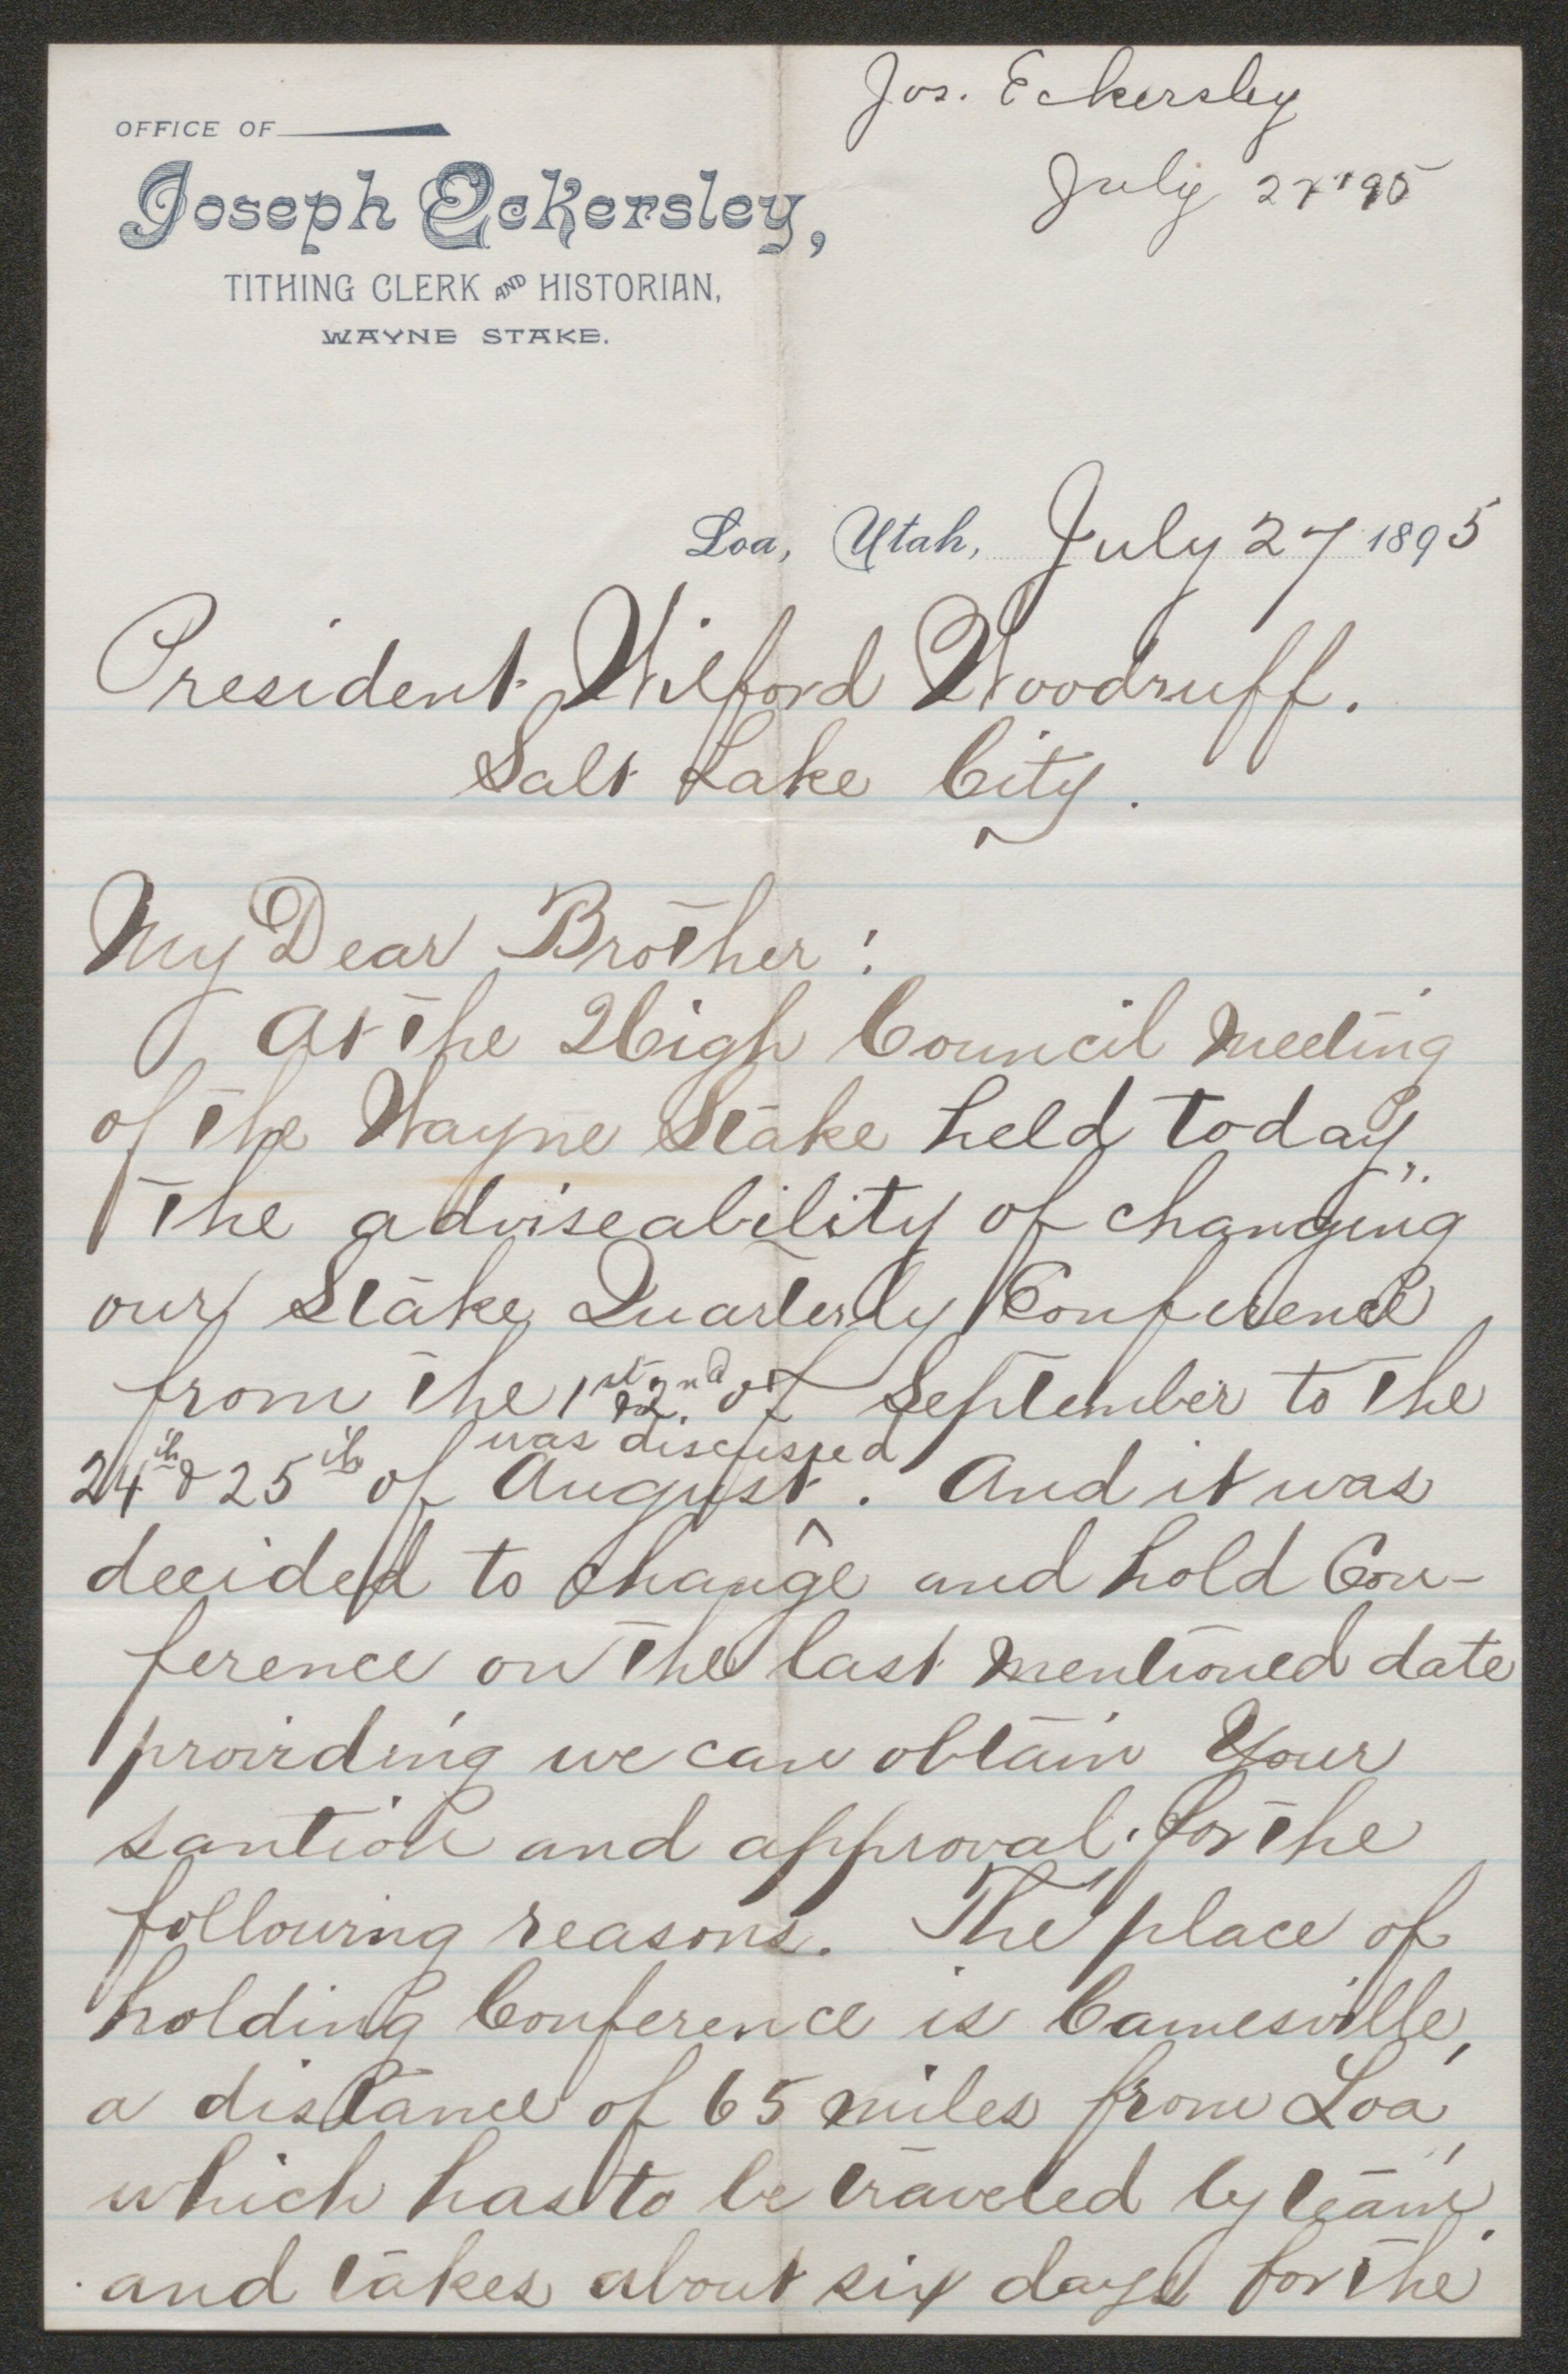 Jos. Eckersley
July 27 '95
OFFICE OF
Joseph Eckersley,
TITHING CLERK AND HISTORIAN,
WAYNE STAKE.
Loa, Utah, July 27 1895
President Wilford Woodruff.
Salt Lake City.
My Dear Brother:
At the High Council Meeting
of the Wayne Stake held today,
the adviseability of changing
our Stake Quarterly Conference
from the 1st & 2nd of September to the
was discussed
24th & 25th of August. And it was
decided to change and hold Con-
ference on the last mentioned date
proirding we can obtain Your
santion and approval. for the
following reasons. The place of
holding Conference is Cainesville,
a distance of 65 miles from Loa,
which has to be traveled by team,
and takes about six days for the